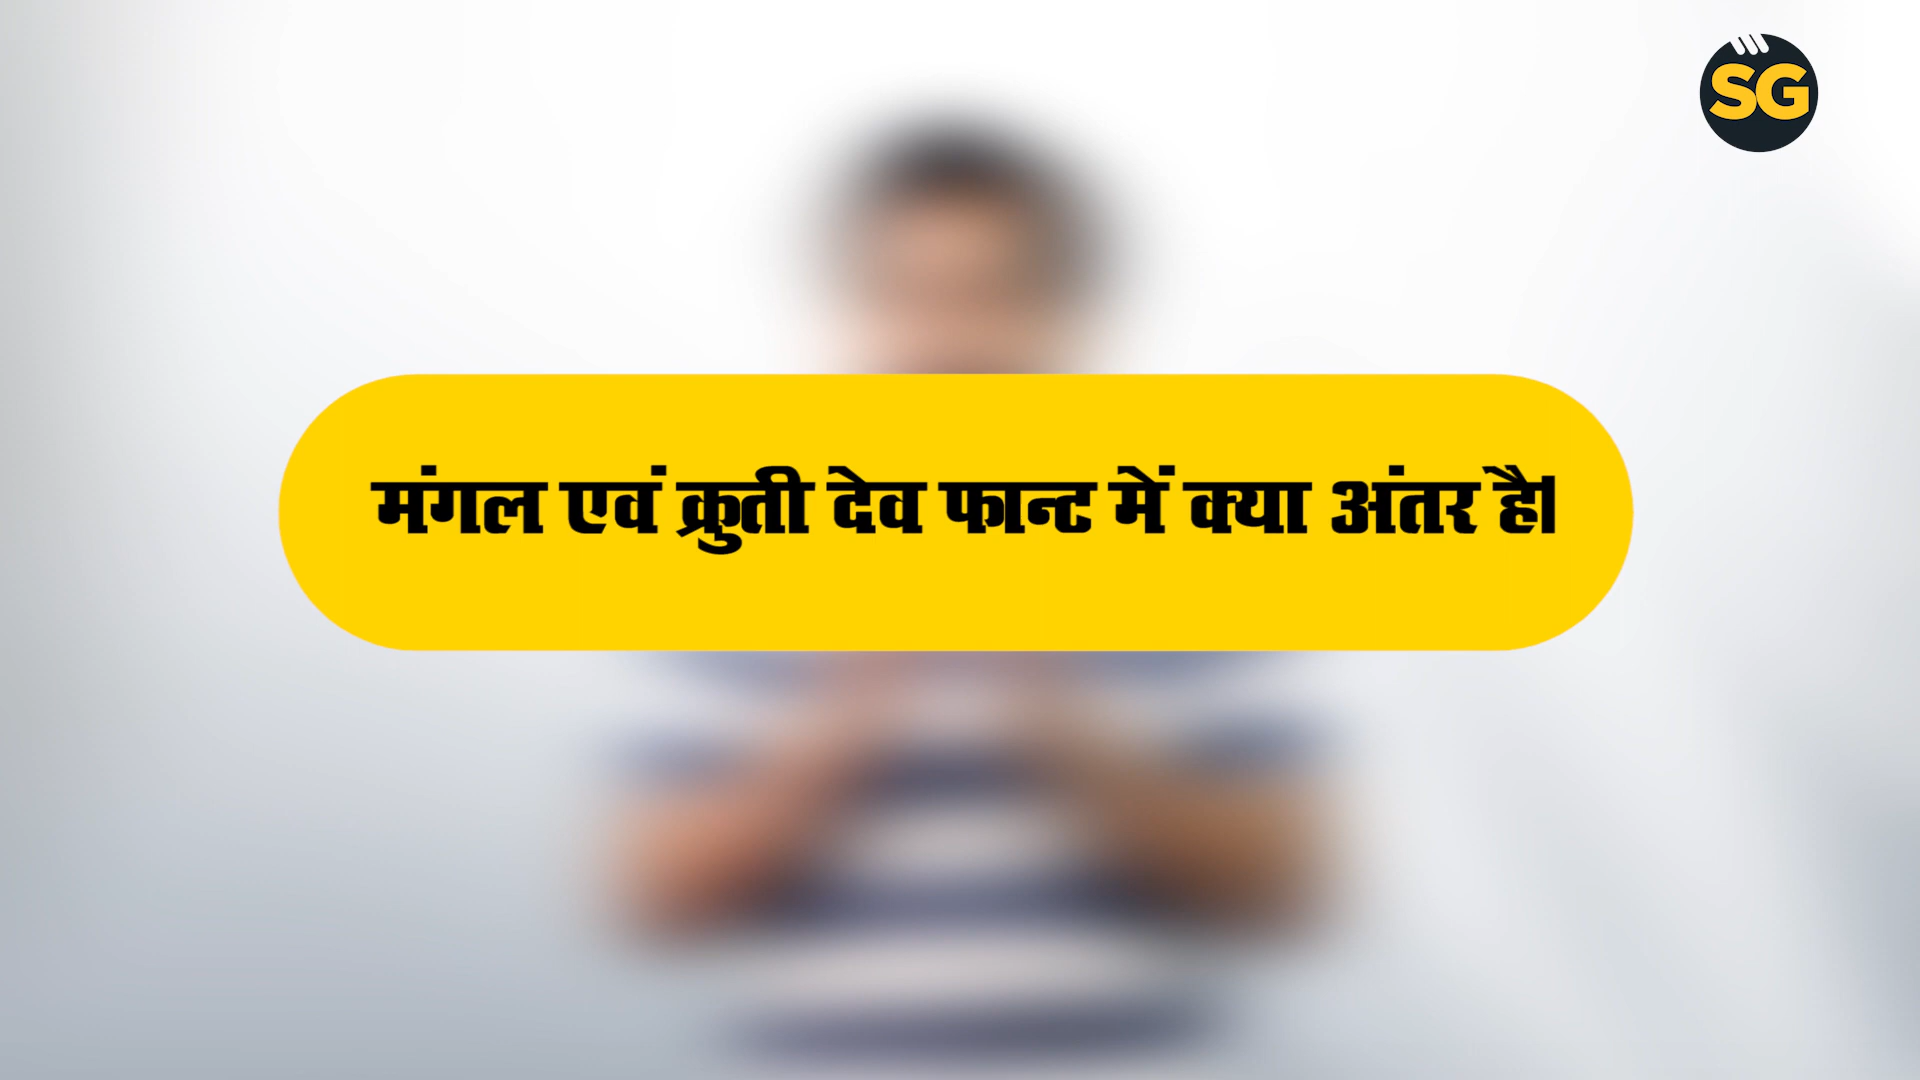 SG
मंगल एवं क्रुती देव फान्ट में क्या अंतर है।